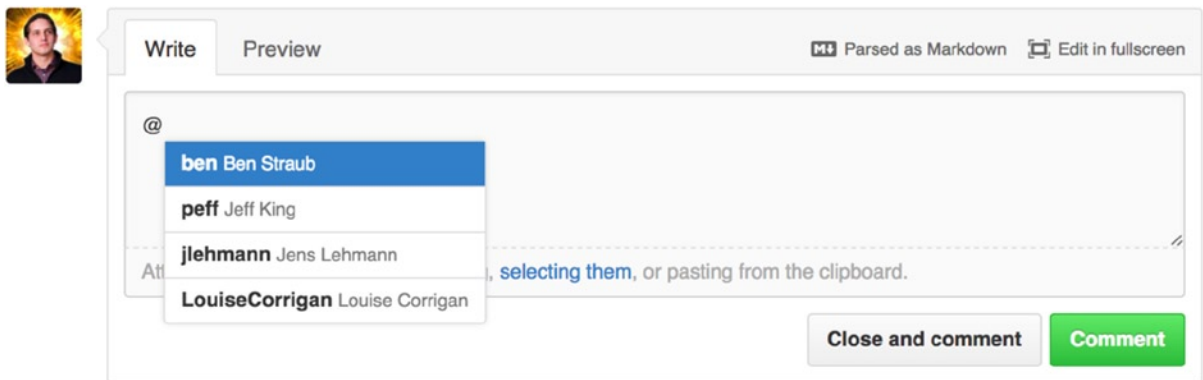 Write Preview Parsed as Markdown Edit in fullscreen
@
ben Ben Straub
peff Jeff King
jlehmann Jens Lehmann
selecting them, or pasting from the clipboard.
LouiseCorrigan Louise Corrigan
Close and comment Comment